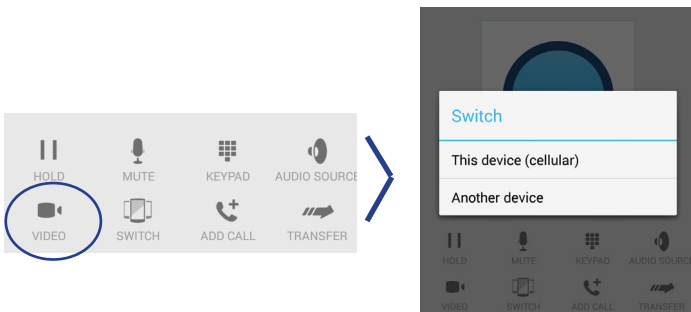 HOLD MUTE KEYPAD AUDIO SOURCE
VIDEO SWITCH ADD CALL TRANSFER
Switch
This device (cellular)
Another device
HOLD MUTE KEYPAD AUDIO SOURC
VIDEO SWITCH ADD CALL TRANSFER